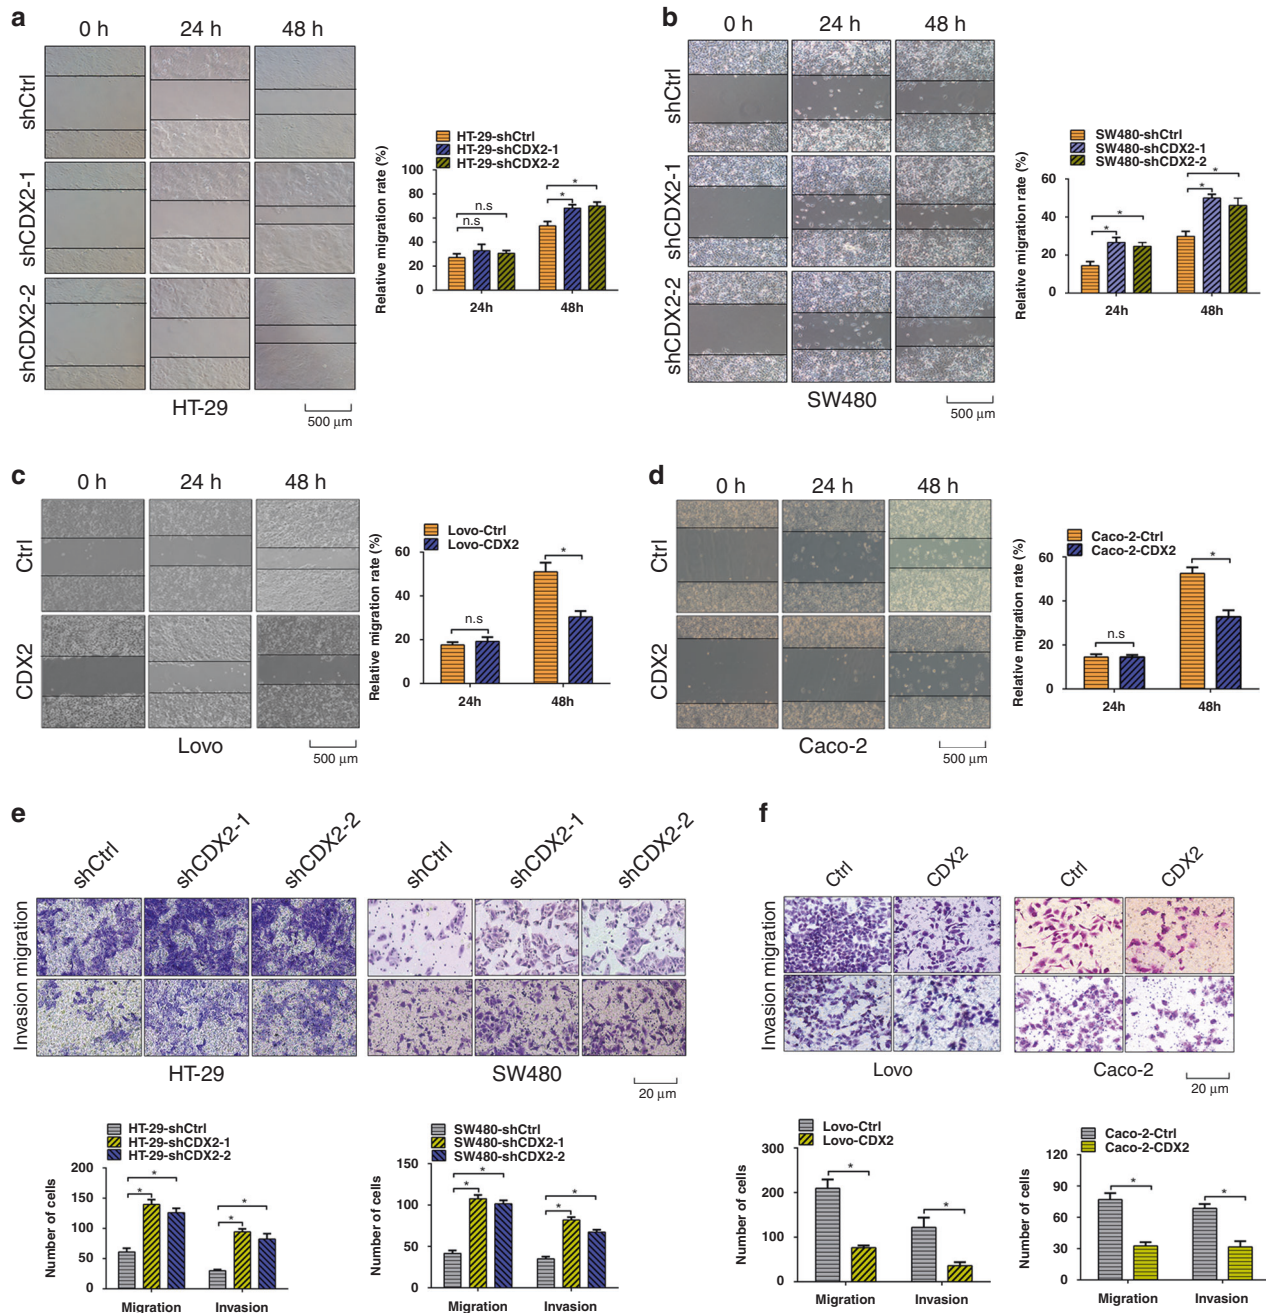 a
0 h 24 h 48 h
shCtrl
shCDX2-1
shCDX2-2
HT-29
500 μm
HT-29-shCtrl
HT-29-shCDX2-1
HT-29-shCDX2-2
Relative migration rate (%)
100
80
60
40
20
0
n.s
n.s
*
*
24h 48h
b
0 h 24 h 48 h
shCtrl
shCDX2-1
shCDX2-2
SW480
500 μm
SW480-shCtrl
SW480-shCDX2-1
SW480-shCDX2-2
Relative migration rate (%)
60
40
20
0
*
*
*
*
24h 48h
c
0 h 24 h 48 h
Ctrl
CDX2
Lovo
500 μm
Lovo-Ctrl
Lovo-CDX2
Relative migration rate (%)
60
40
20
0
n.s
*
24h 48h
d
0 h 24 h 48 h
Ctrl
CDX2
Caco-2
500 μm
Caco-2-Ctrl
Caco-2-CDX2
Relative migration rate (%)
60
40
20
0
n.s
*
24h 48h
e
shCtrl shCDX2-1 shCDX2-2 shCtrl shCDX2-1 shCDX2-2
Invasion migration
HT-29 SW480
20 μm
HT-29-shCtrl
HT-29-shCDX2-1
HT-29-shCDX2-2
Number of cells
200
150
100
50
0
*
*
*
*
Migration Invasion
SW480-shCtrl
SW480-shCDX2-1
SW480-shCDX2-2
Number of cells
150
100
50
0
*
*
*
*
Migration Invasion
f
Ctrl CDX2 Ctrl CDX2
Invasion migration
Lovo Caco-2
20 μm
Lovo-Ctrl
Lovo-CDX2
Number of cells
300
200
100
0
*
*
Migration Invasion
Caco-2-Ctrl
Caco-2-CDX2
Number of cells
120
90
60
30
0
*
*
Migration Invasion